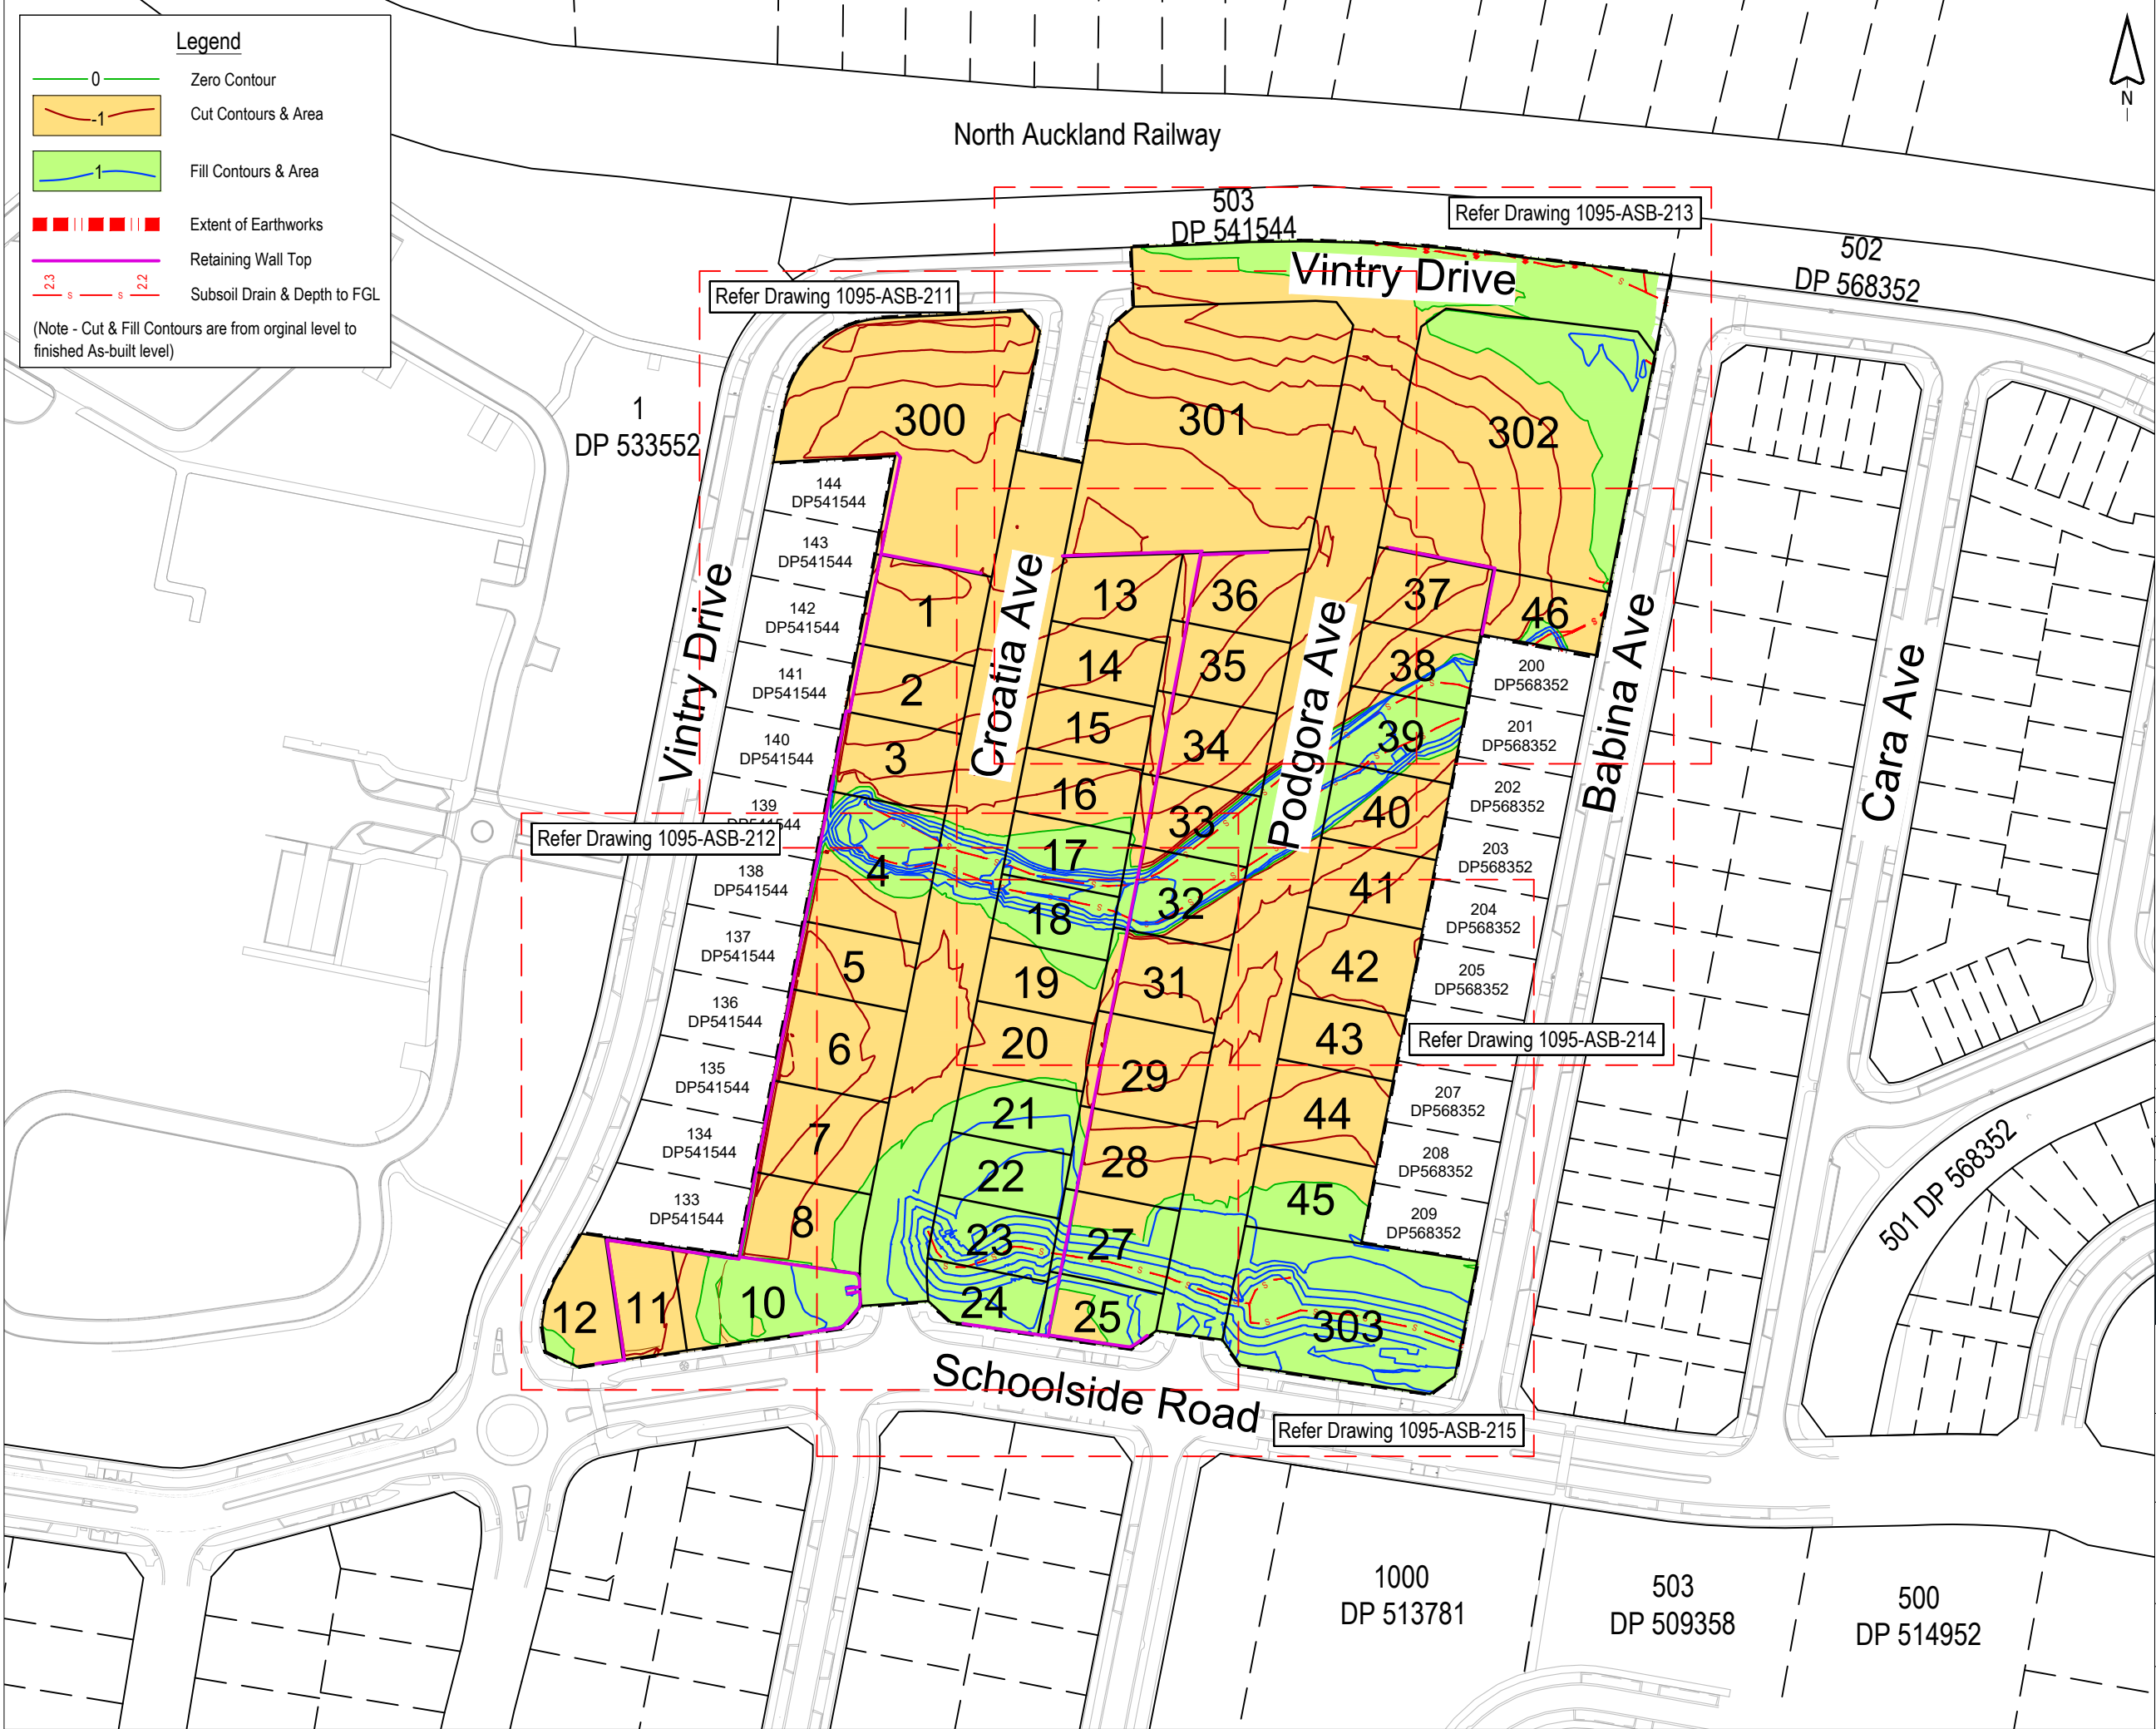 Legend
0
Zero Contour
-1
Cut Contours & Area
1
Fill Contours & Area
Extent of Earthworks
Retaining Wall Top
2.3
2.2
s
s
Subsoil Drain & Depth to FGL
(Note - Cut & Fill Contours are from orginal level to
finished As-built level)
N
North Auckland Railway
503
DP 541544
Refer Drawing 1095-ASB-213
502
DP 568352
Vintry Drive
Refer Drawing 1095-ASB-211
1
DP 533552
300
301
302
144
DP541544
143
DP541544
142
DP541544
141
DP541544
140
DP541544
139
DP541544
Refer Drawing 1095-ASB-212
138
DP541544
137
DP541544
136
DP541544
135
DP541544
134
DP541544
133
DP541544
Vintry Drive
Croatia Ave
Podgora Ave
Babina Ave
Cara Ave
1
2
3
4
5
6
7
8
10
11
12
13
14
15
16
17
18
19
20
21
22
23
24
25
27
28
29
31
32
33
34
35
36
37
38
39
40
41
42
43
44
45
46
303
200
DP568352
201
DP568352
202
DP568352
203
DP568352
204
DP568352
205
DP568352
Refer Drawing 1095-ASB-214
207
DP568352
208
DP568352
209
DP568352
501 DP 568352
Schoolside Road
Refer Drawing 1095-ASB-215
1000
DP 513781
503
DP 509358
500
DP 514952